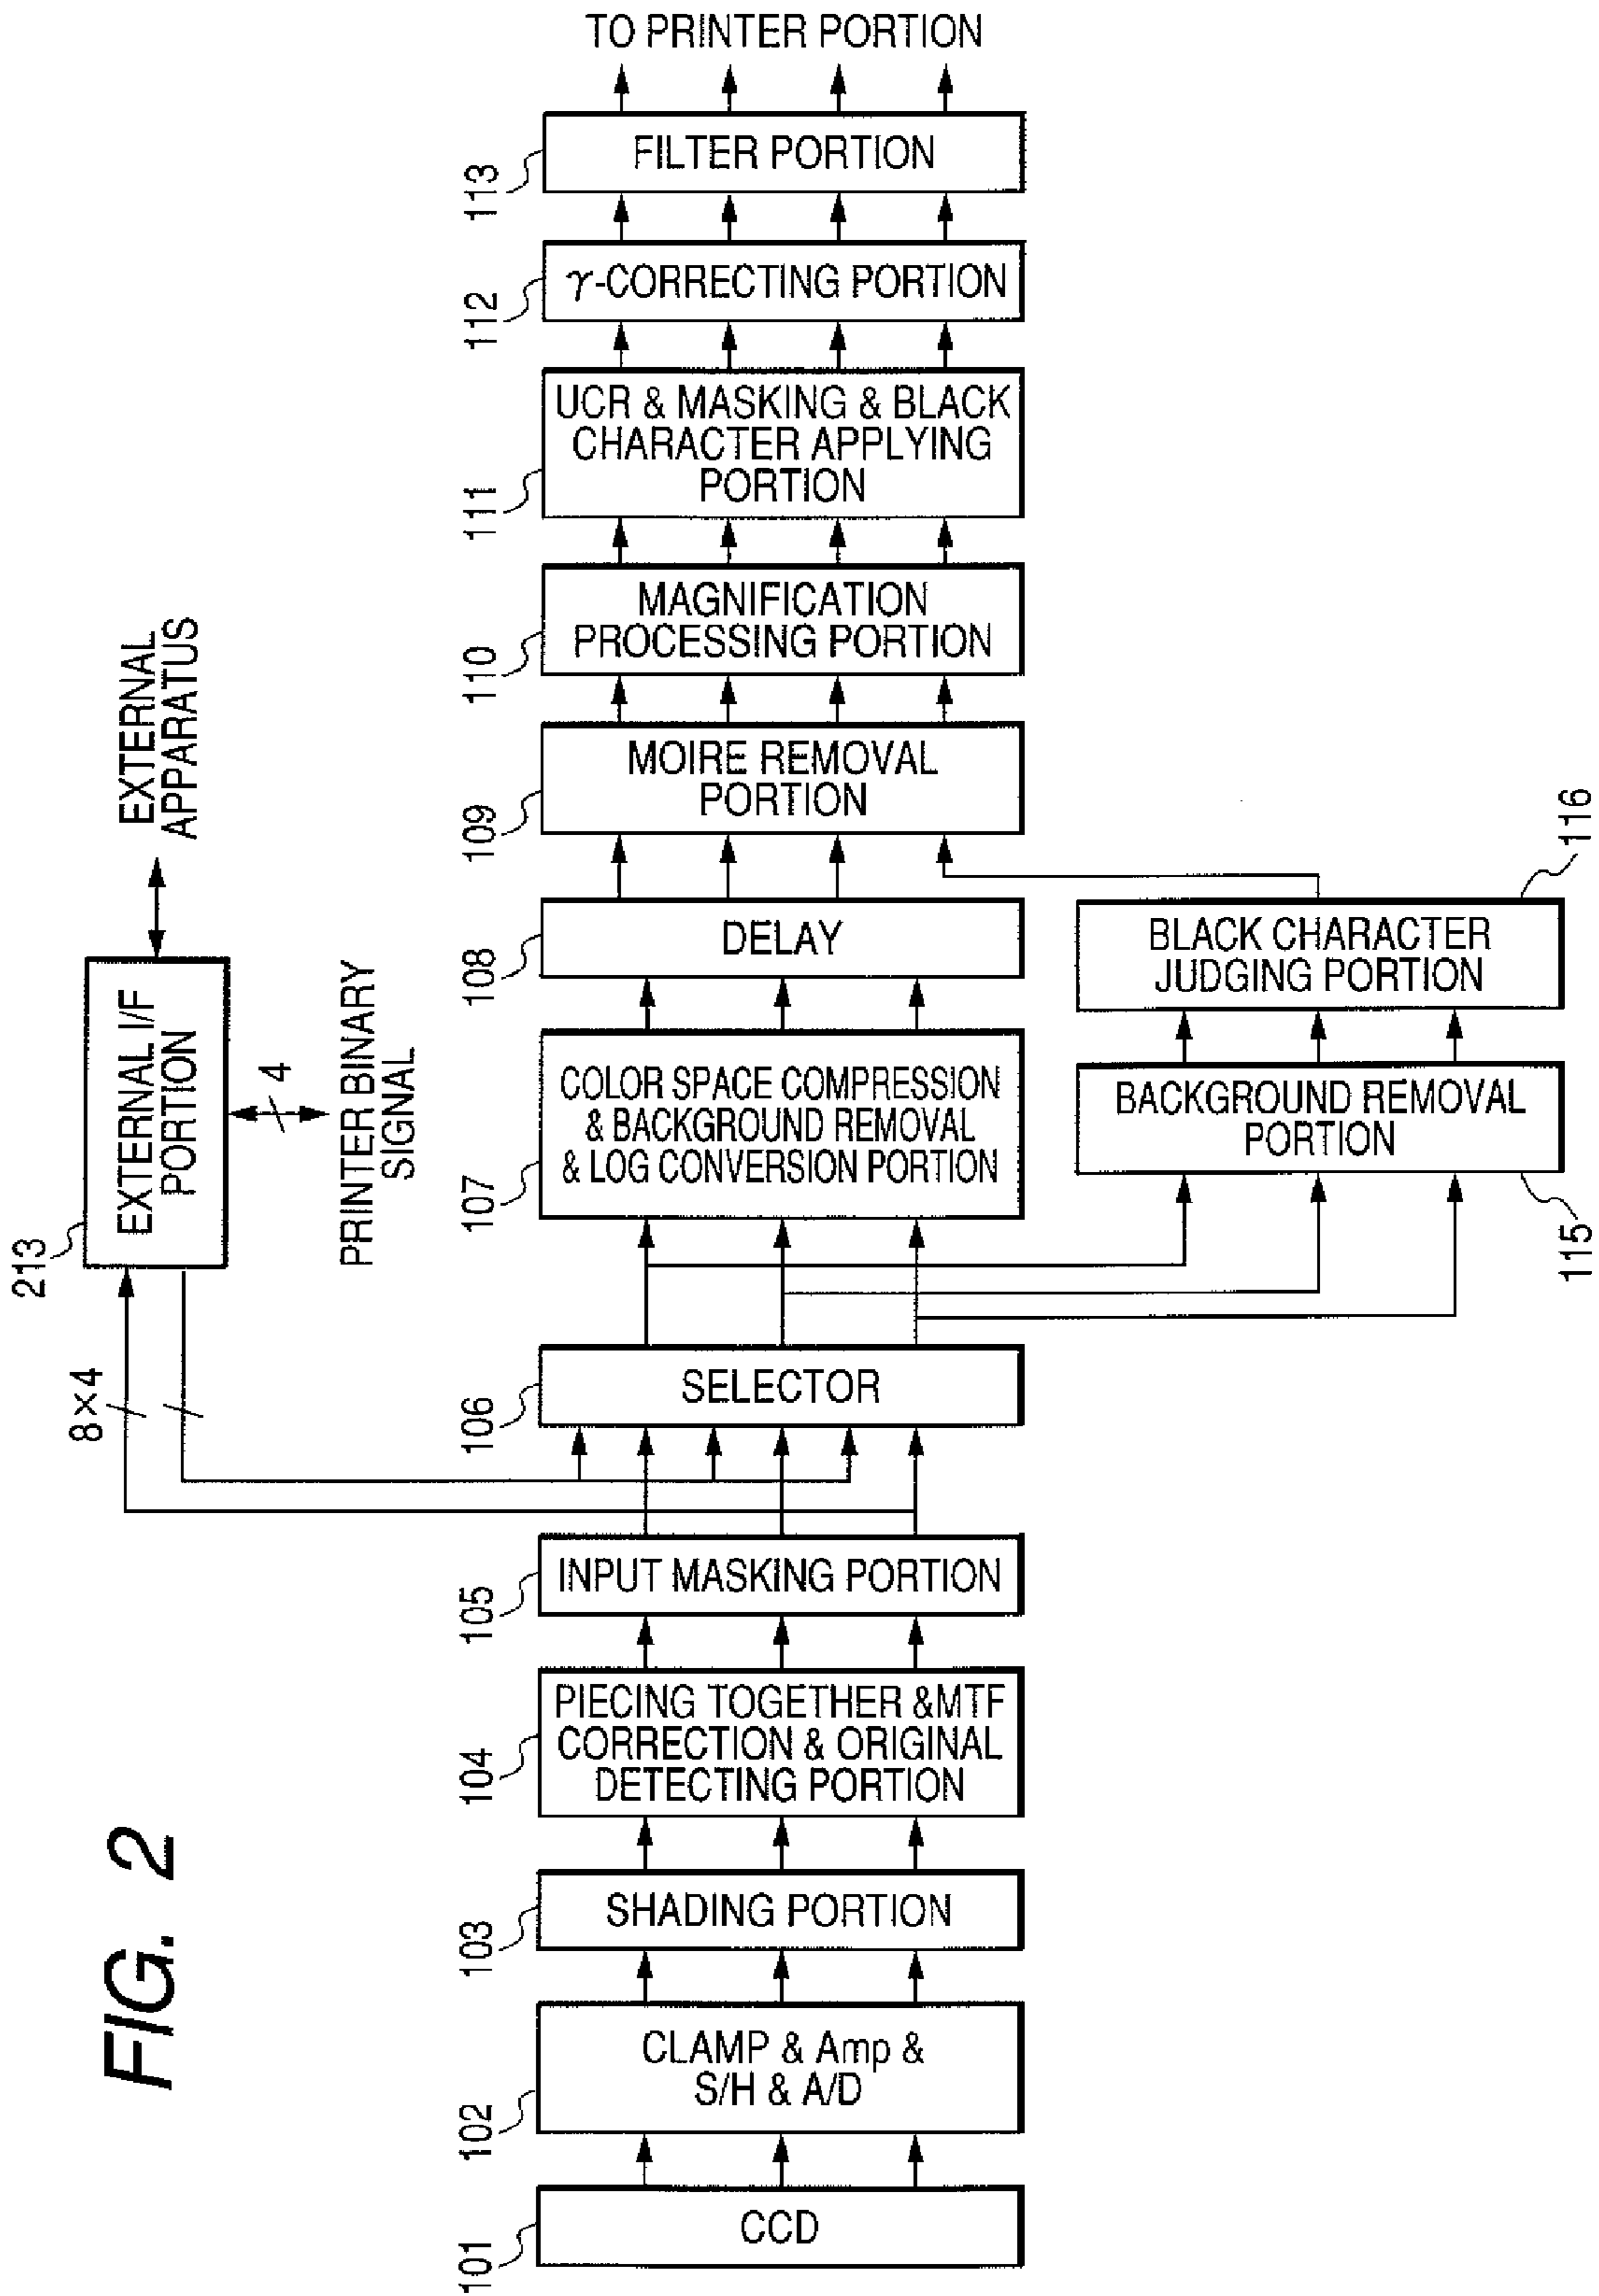 FIG. 2
TO PRINTER PORTION
113
FILTER PORTION
112
γ-CORRECTING PORTION
111
UCR & MASKING & BLACK
CHARACTER APPLYING
PORTION
110
MAGNIFICATION
PROCESSING PORTION
109
MOIRE REMOVAL
PORTION
108
DELAY
107
COLOR SPACE COMPRESSION
& BACKGROUND REMOVAL
& LOG CONVERSION PORTION
106
SELECTOR
105
INPUT MASKING PORTION
104
PIECING TOGETHER &MTF
CORRECTION & ORIGINAL
DETECTING PORTION
103
SHADING PORTION
102
CLAMP & Amp &
S/H & A/D
101
CCD
EXTERNAL
APPARATUS
213
EXTERNAL I/F
PORTION
4
PRINTER BINARY
SIGNAL
8×4
116
BLACK CHARACTER
JUDGING PORTION
115
BACKGROUND REMOVAL
PORTION